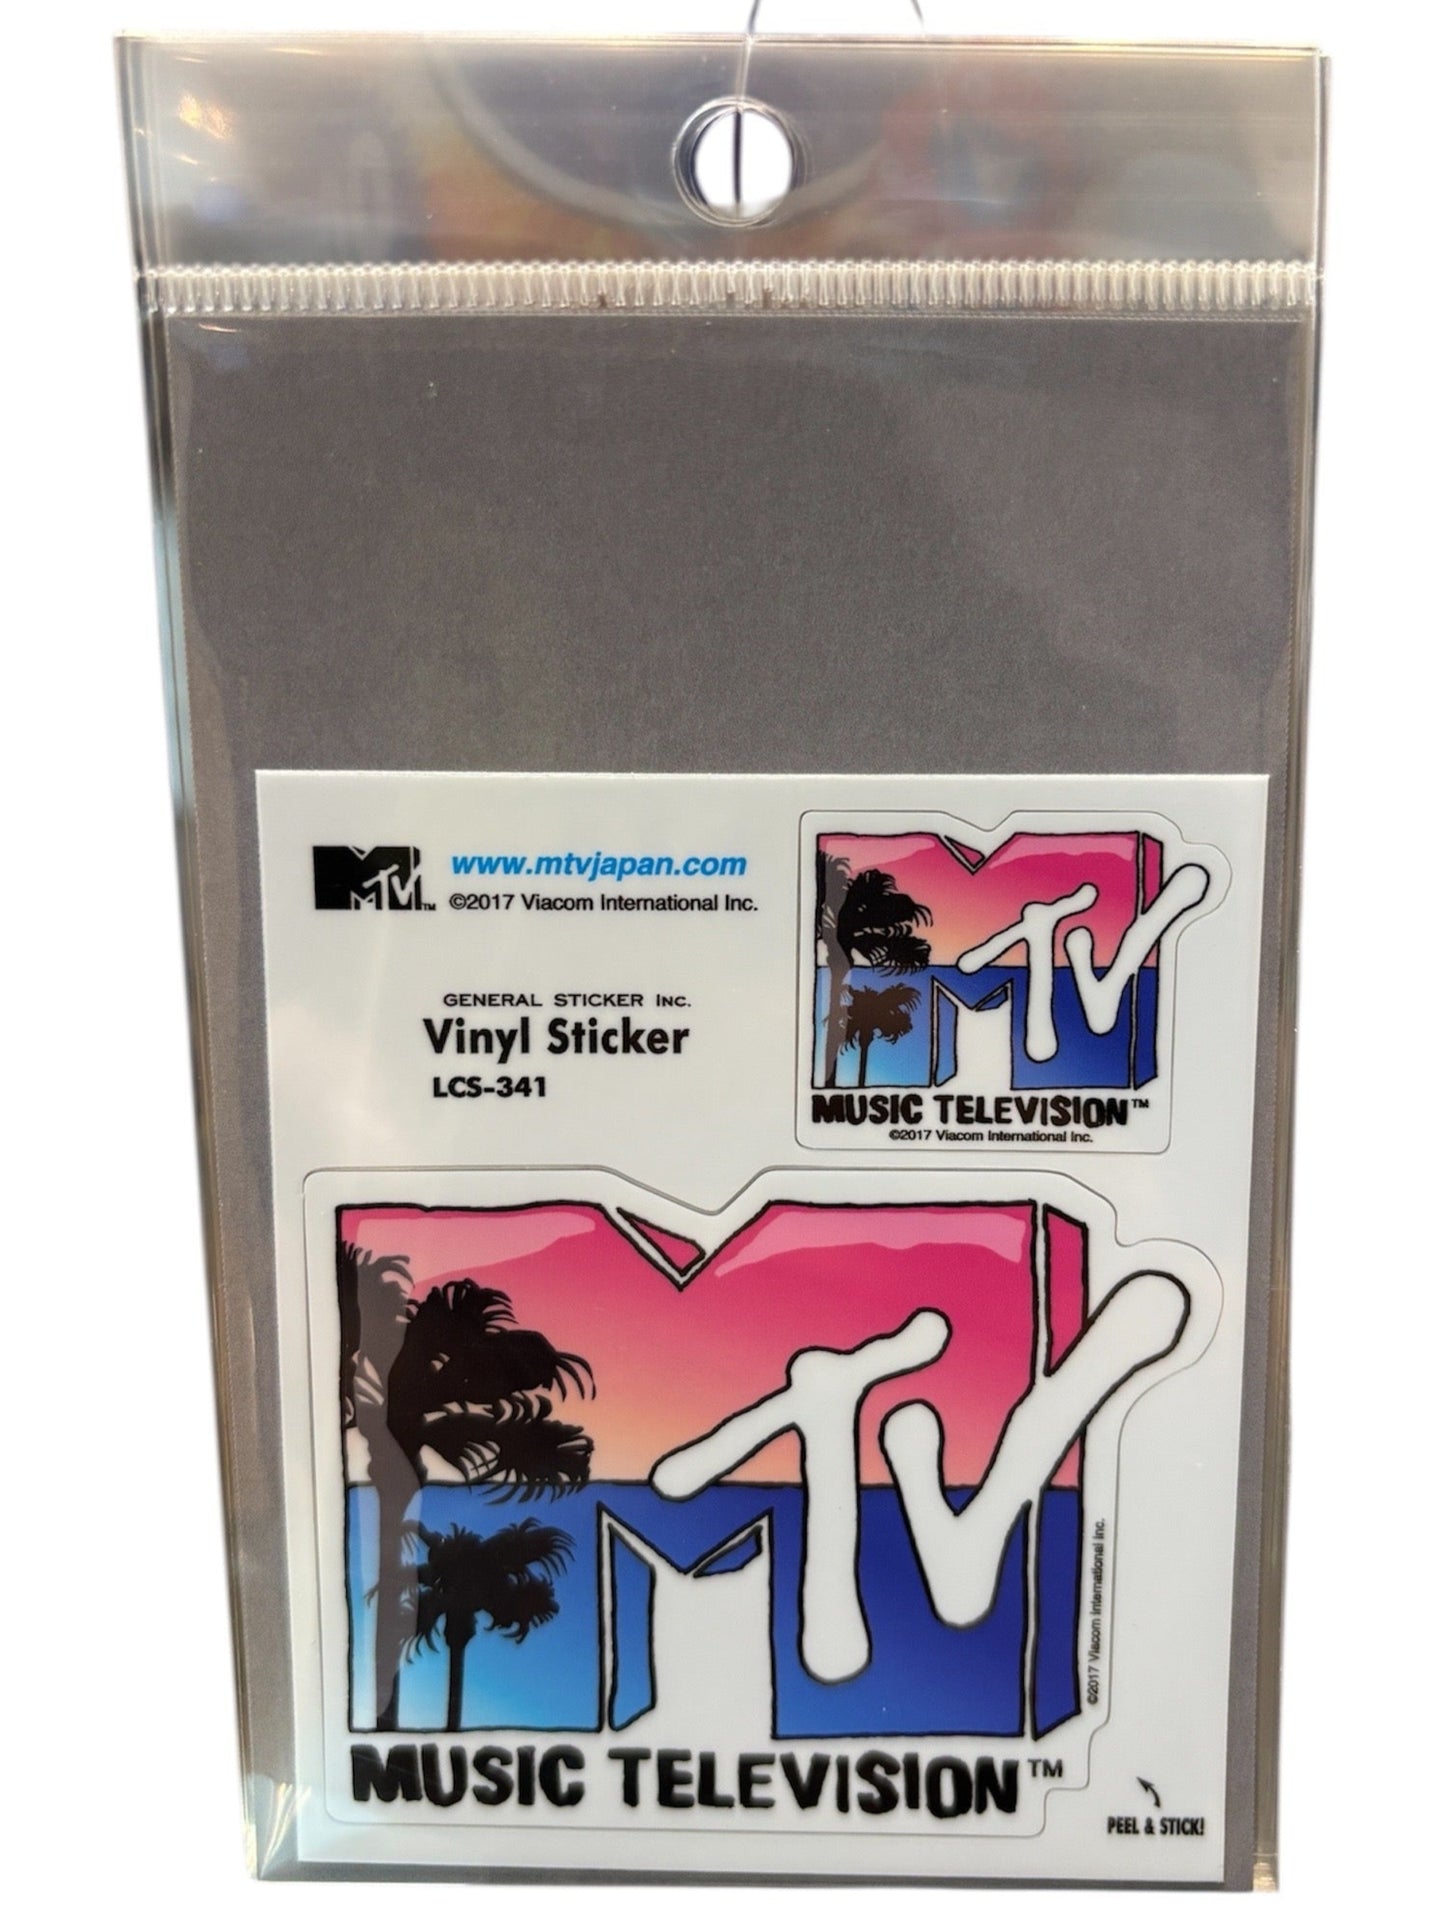 MTV™
www.mtvjapan.com
©2017 Viacom International Inc.
GENERAL STICKER Inc.
Vinyl Sticker
LCS-341
MTV
MUSIC TELEVISION™
©2017 Viacom International Inc.
MTV
©2017 Viacom International Inc.
MUSIC TELEVISION™
PEEL & STICK!